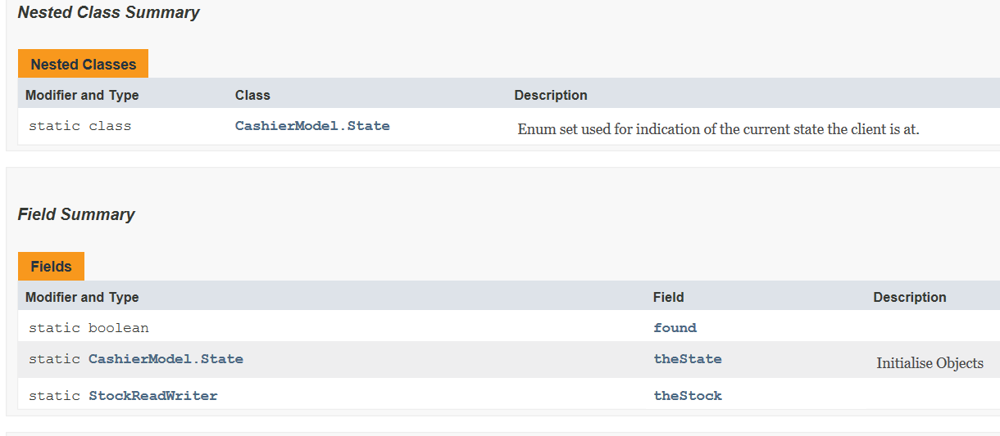 Nested Class Summary
Nested Classes
Modifier and Type Class Description
static class CashierModel.State Enum set used for indication of the current state the client is at.
Field Summary
Fields
Modifier and Type Field Description
static boolean found
static CashierModel.State theState Initialise Objects
static StockReadWriter theStock